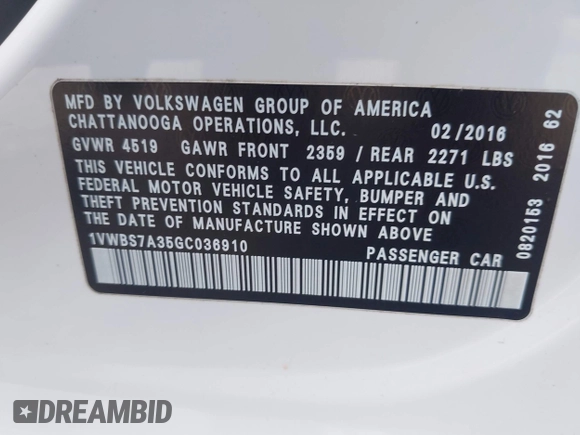 MFD BY VOLKSWAGEN GROUP OF AMERICA
CHATTANOOGA OPERATIONS, LLC. 02/2016
GVWR 4519 GAWR FRONT 2359 / REAR 2271 LBS
THIS VEHICLE CONFORMS TO ALL APPLICABLE U.S.
FEDERAL MOTOR VEHICLE SAFETY, BUMPER AND
THEFT PREVENTION STANDARDS IN EFFECT ON
THE DATE OF MANUFACTURE SHOWN ABOVE
1VWBS7A35GC036910 PASSENGER CAR
0820153 2016 62
DREAMBID